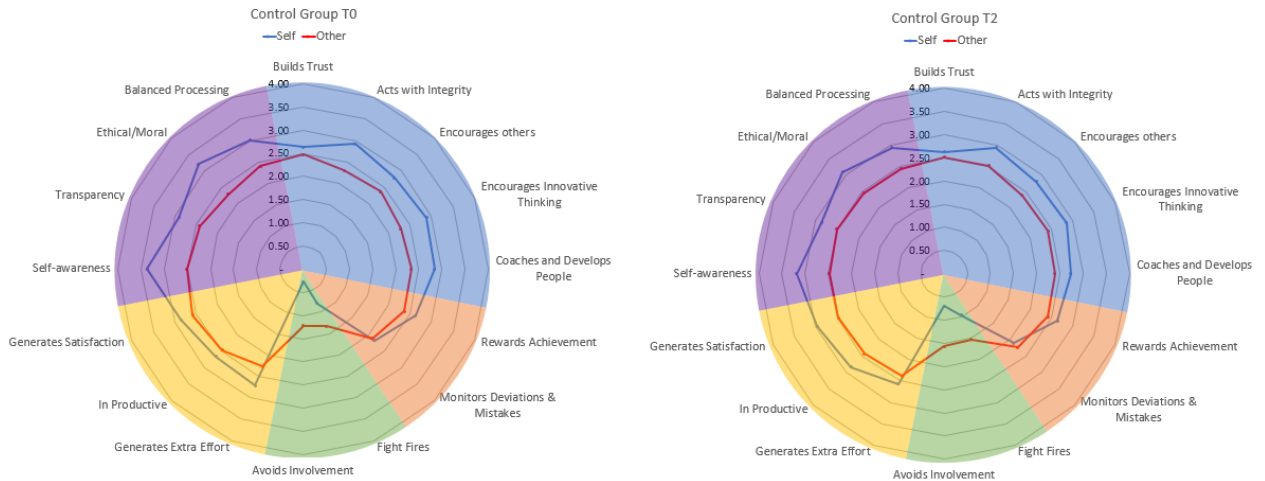 Control Group T0
Self Other
Builds Trust
Acts with Integrity
Encourages others
Encourages Innovative
Thinking
Coaches and Develops
People
Rewards Achievement
Monitors Deviations &
Mistakes
Fight Fires
Avoids Involvement
Generates Extra Effort
In Productive
Generates Satisfaction
Self-awareness
Transparency
Ethical/Moral
Balanced Processing
4.00
3.50
3.00
2.50
2.00
1.50
1.00
0.50
-
Control Group T2
Self Other
Builds Trust
Acts with Integrity
Encourages others
Encourages Innovative
Thinking
Coaches and Develops
People
Rewards Achievement
Monitors Deviations &
Mistakes
Fight Fires
Avoids Involvement
Generates Extra Effort
In Productive
Generates Satisfaction
Self-awareness
Transparency
Ethical/Moral
Balanced Processing
4.00
3.50
3.00
2.50
2.00
1.50
1.00
0.50
-